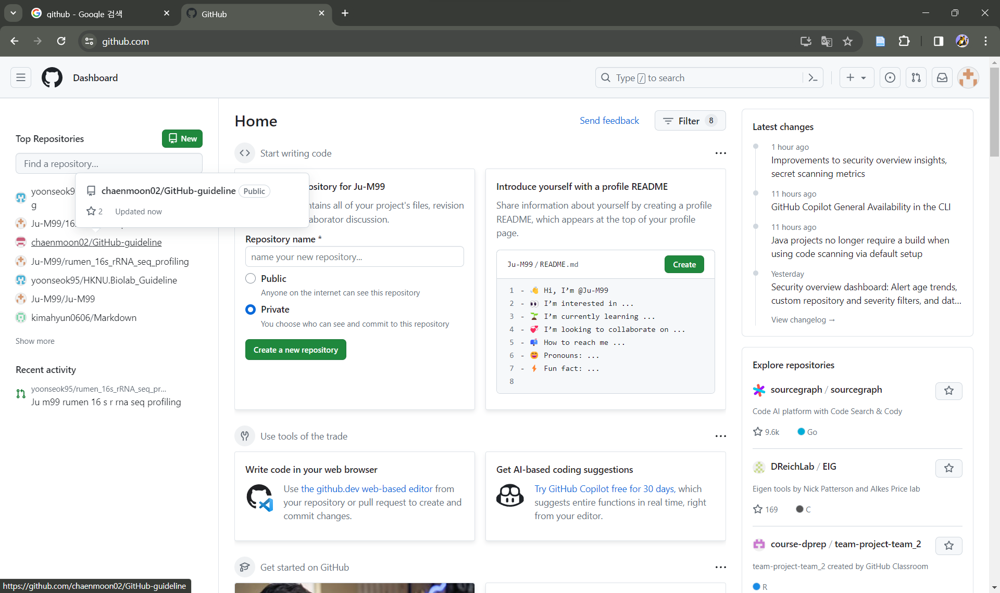 github - Google 검색
GitHub
github.com
Dashboard
Type / to search
Top Repositories
New
Find a repository...
yoonseok9
g
chaenmoon02/GitHub-guideline Public
2 Updated now
Ju-M99/16
chaenmoon02/GitHub-guideline
Ju-M99/rumen_16s_rRNA_seq_profiling
yoonseok95/HKNU.Biolab_Guideline
Ju-M99/Ju-M99
kimahyun0606/Markdown
Show more
Recent activity
yoonseok95/rumen_16s_rRNA_seq_pr...
Ju m99 rumen 16 s r rna seq profiling
Home
Send feedback
Filter 8
Start writing code
ository for Ju-M99
ntains all of your project's files, revision
aborator discussion.
Repository name *
name your new repository...
Public
Anyone on the internet can see this repository
Private
You choose who can see and commit to this repository
Create a new repository
Introduce yourself with a profile README
Share information about yourself by creating a profile
README, which appears at the top of your profile
page.
Ju-M99 / README.md
Create
1 - 👋 Hi, I’m @Ju-M99
2 - 👀 I’m interested in ...
3 - 🌱 I’m currently learning ...
4 - 💞️ I’m looking to collaborate on ...
5 - 📫 How to reach me ...
6 - 😄 Pronouns: ...
7 - ⚡ Fun fact: ...
8
Use tools of the trade
Write code in your web browser
Use the github.dev web-based editor from
your repository or pull request to create and
commit changes.
Get AI-based coding suggestions
Try GitHub Copilot free for 30 days, which
suggests entire functions in real time, right
from your editor.
Get started on GitHub
Latest changes
1 hour ago
Improvements to security overview insights,
secret scanning metrics
11 hours ago
GitHub Copilot General Availability in the CLI
11 hours ago
Java projects no longer require a build when
using code scanning via default setup
Yesterday
Security overview dashboard: Alert age trends,
custom repository and severity filters, and dat...
View changelog →
Explore repositories
sourcegraph / sourcegraph
Code AI platform with Code Search & Cody
9.6k Go
DReichLab / EIG
Eigen tools by Nick Patterson and Alkes Price lab
169 C
course-dprep / team-project-team_2
team-project-team_2 created by GitHub Classroom
R
https://github.com/chaenmoon02/GitHub-guideline